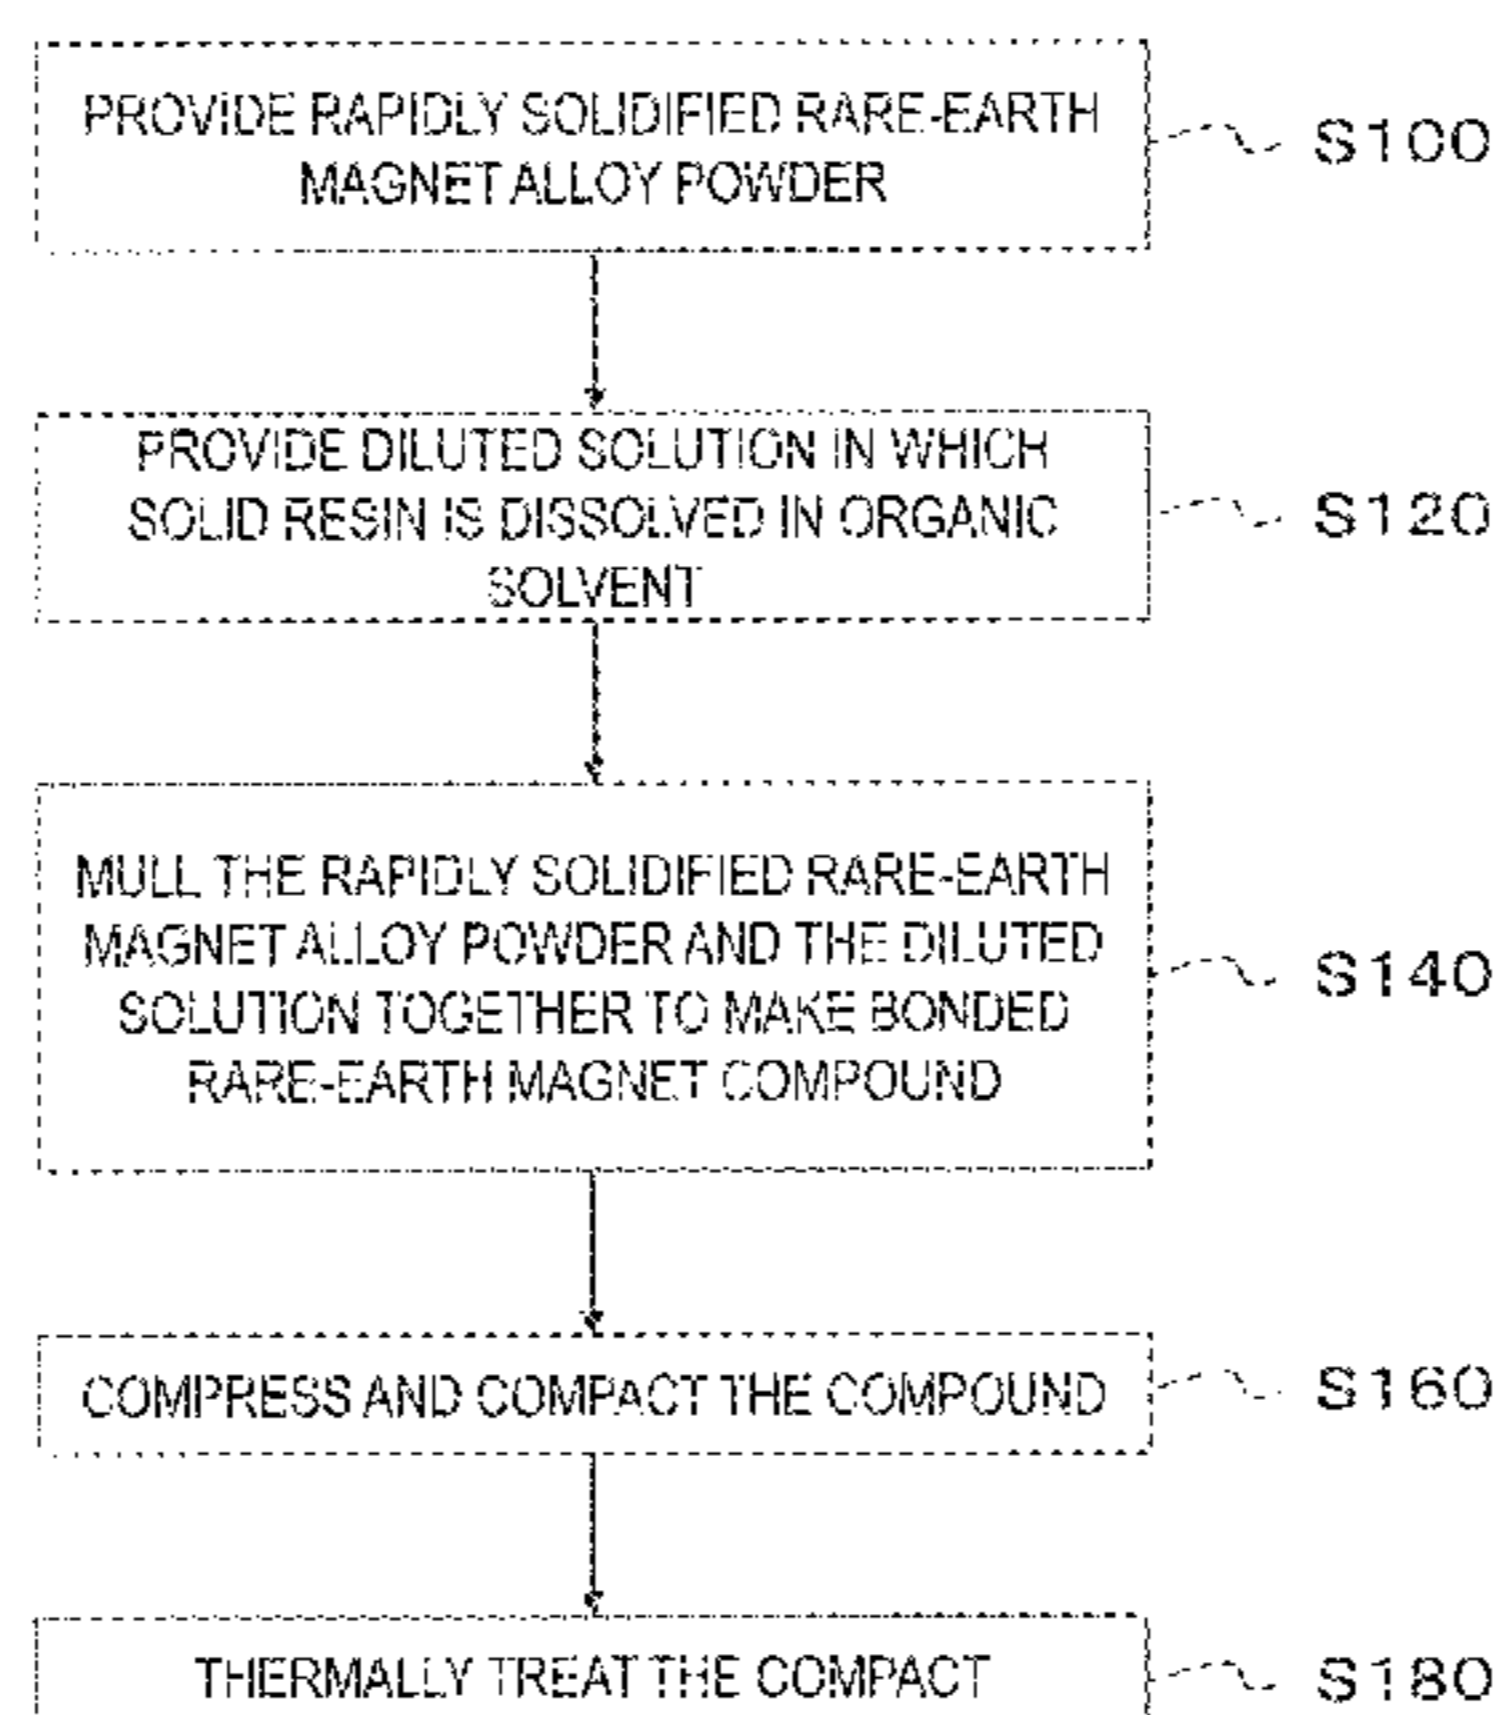 PROVIDE RAPIDLY SOLIDIFIED RARE-EARTH
MAGNET ALLOY POWDER
S100
PROVIDE DILUTED SOLUTION IN WHICH
SOLID RESIN IS DISSOLVED IN ORGANIC
SOLVENT
S120
MULL THE RAPIDLY SOLIDIFIED RARE-EARTH
MAGNET ALLOY POWDER AND THE DILUTED
SOLUTION TOGETHER TO MAKE BONDED
RARE-EARTH MAGNET COMPOUND
S140
COMPRESS AND COMPACT THE COMPOUND
S160
THERMALLY TREAT THE COMPACT
S180